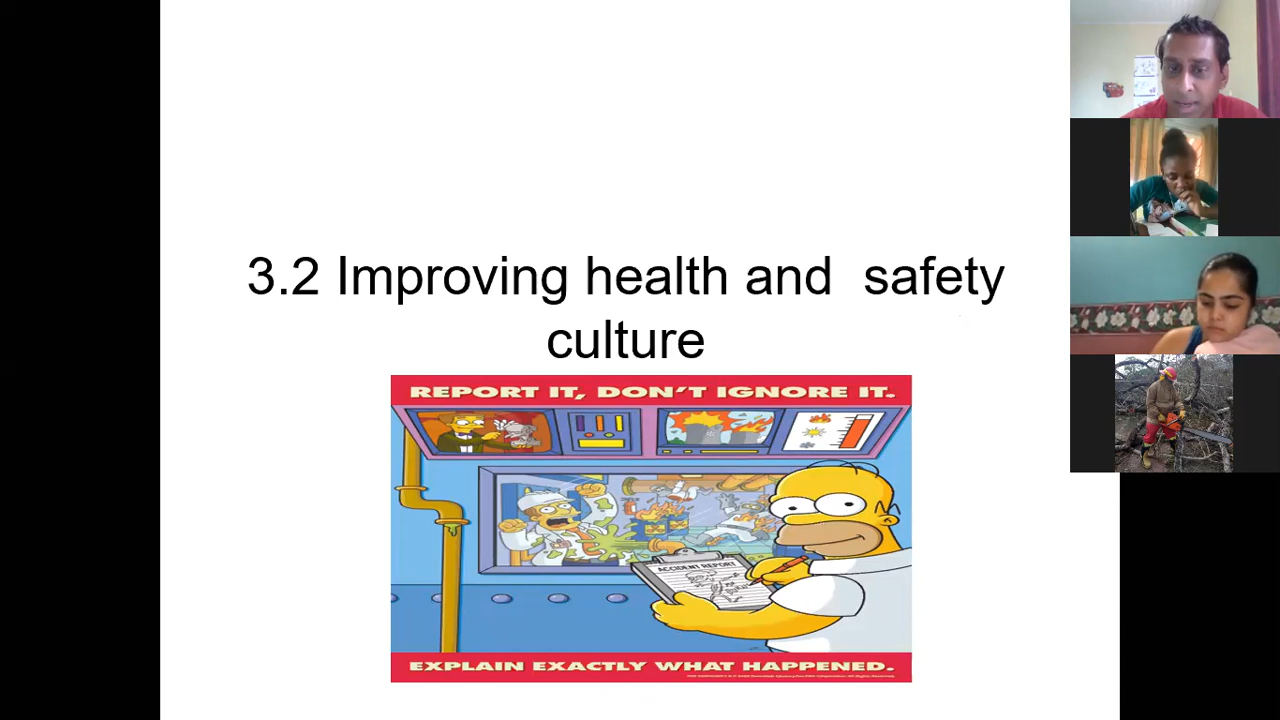 3.2 Improving health and  safety
culture
REPORT IT, DON'T IGNORE IT.
ACCIDENT REPORT
EXPLAIN EXACTLY WHAT HAPPENED.